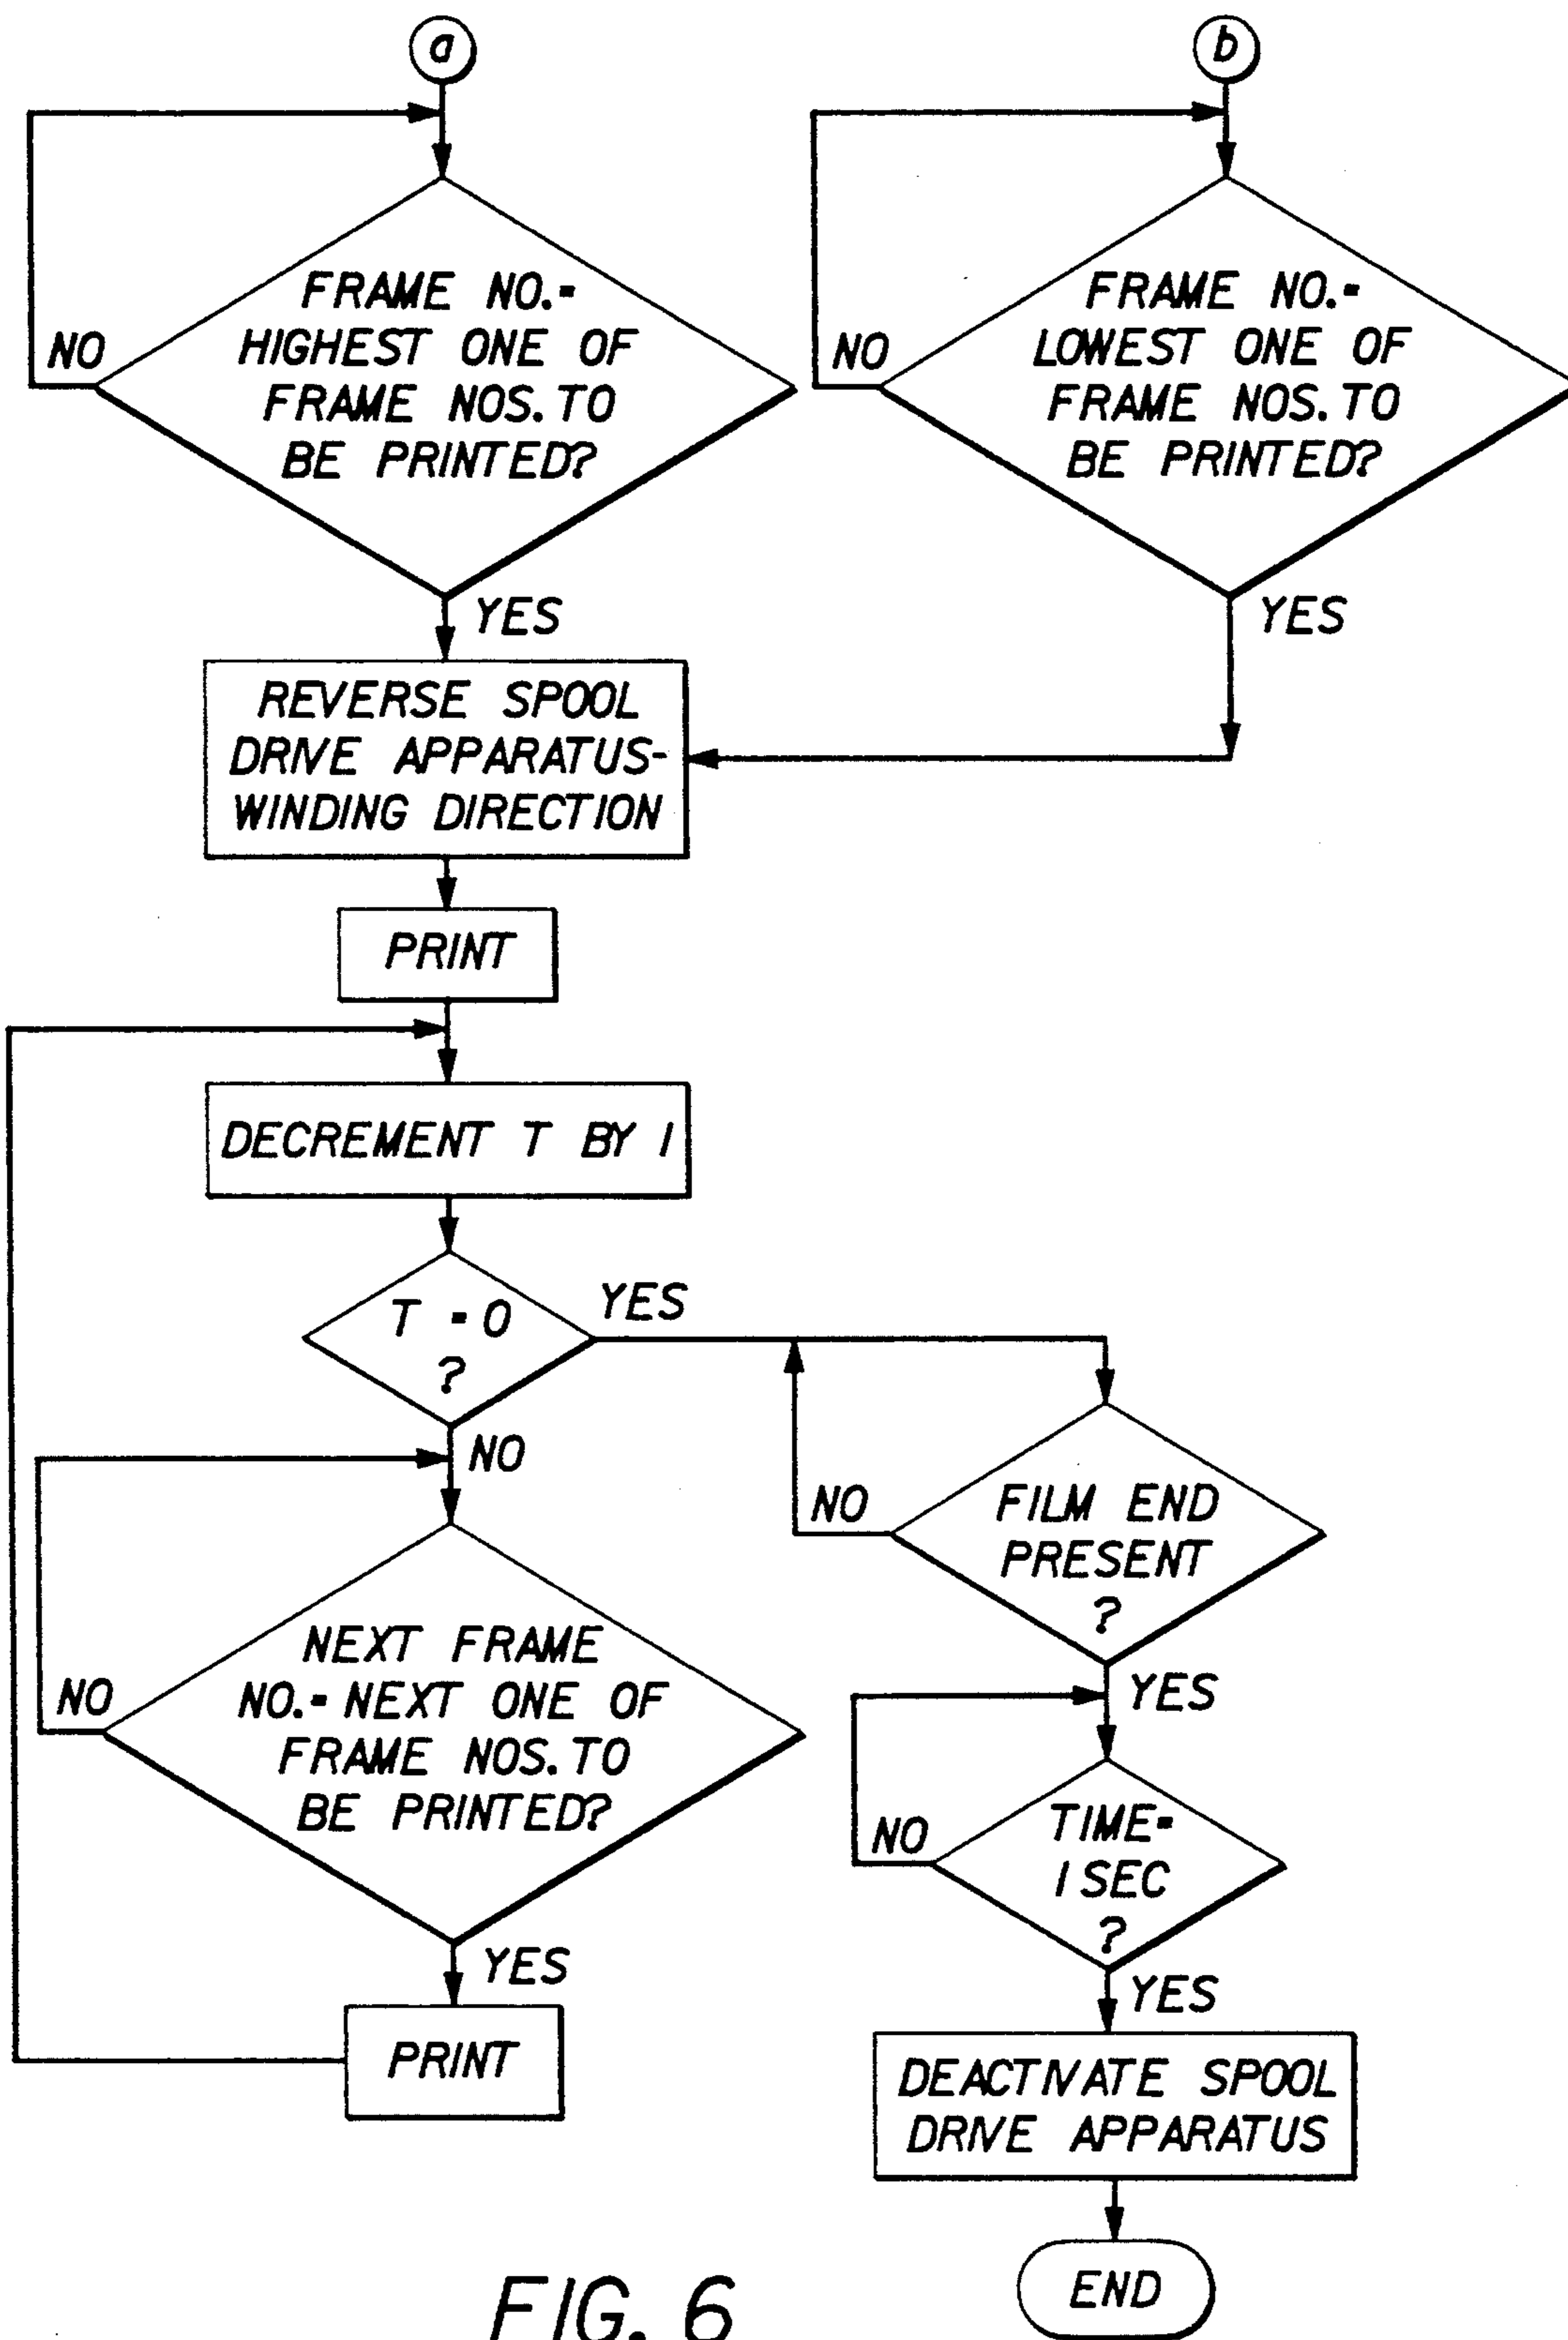 a
b
FRAME NO.=
HIGHEST ONE OF
FRAME NOS. TO
BE PRINTED?
NO
YES
FRAME NO.=
LOWEST ONE OF
FRAME NOS. TO
BE PRINTED?
NO
YES
REVERSE SPOOL
DRIVE APPARATUS-
WINDING DIRECTION
PRINT
DECREMENT T BY 1
T = 0
?
YES
NO
FILM END
PRESENT
?
NO
YES
NEXT FRAME
NO.= NEXT ONE OF
FRAME NOS. TO
BE PRINTED?
NO
YES
TIME=
1 SEC
?
NO
YES
PRINT
DEACTIVATE SPOOL
DRIVE APPARATUS
END
FIG. 6